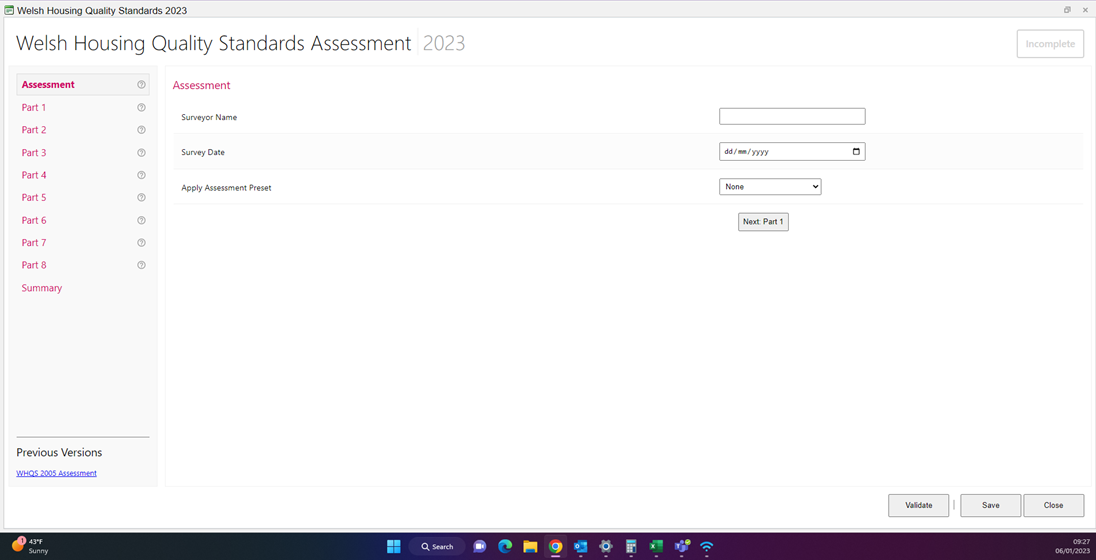 Welsh Housing Quality Standards 2023
Welsh Housing Quality Standards Assessment 2023
Incomplete
Assessment
Part 1
Part 2
Part 3
Part 4
Part 5
Part 6
Part 7
Part 8
Summary
Previous Versions
WHQS 2005 Assessment
Assessment
Surveyor Name
Survey Date
dd/mm/yyyy
Apply Assessment Preset
None
Next: Part 1
Validate
Save
Close
1
43°F
Sunny
Search
09:27
06/01/2023